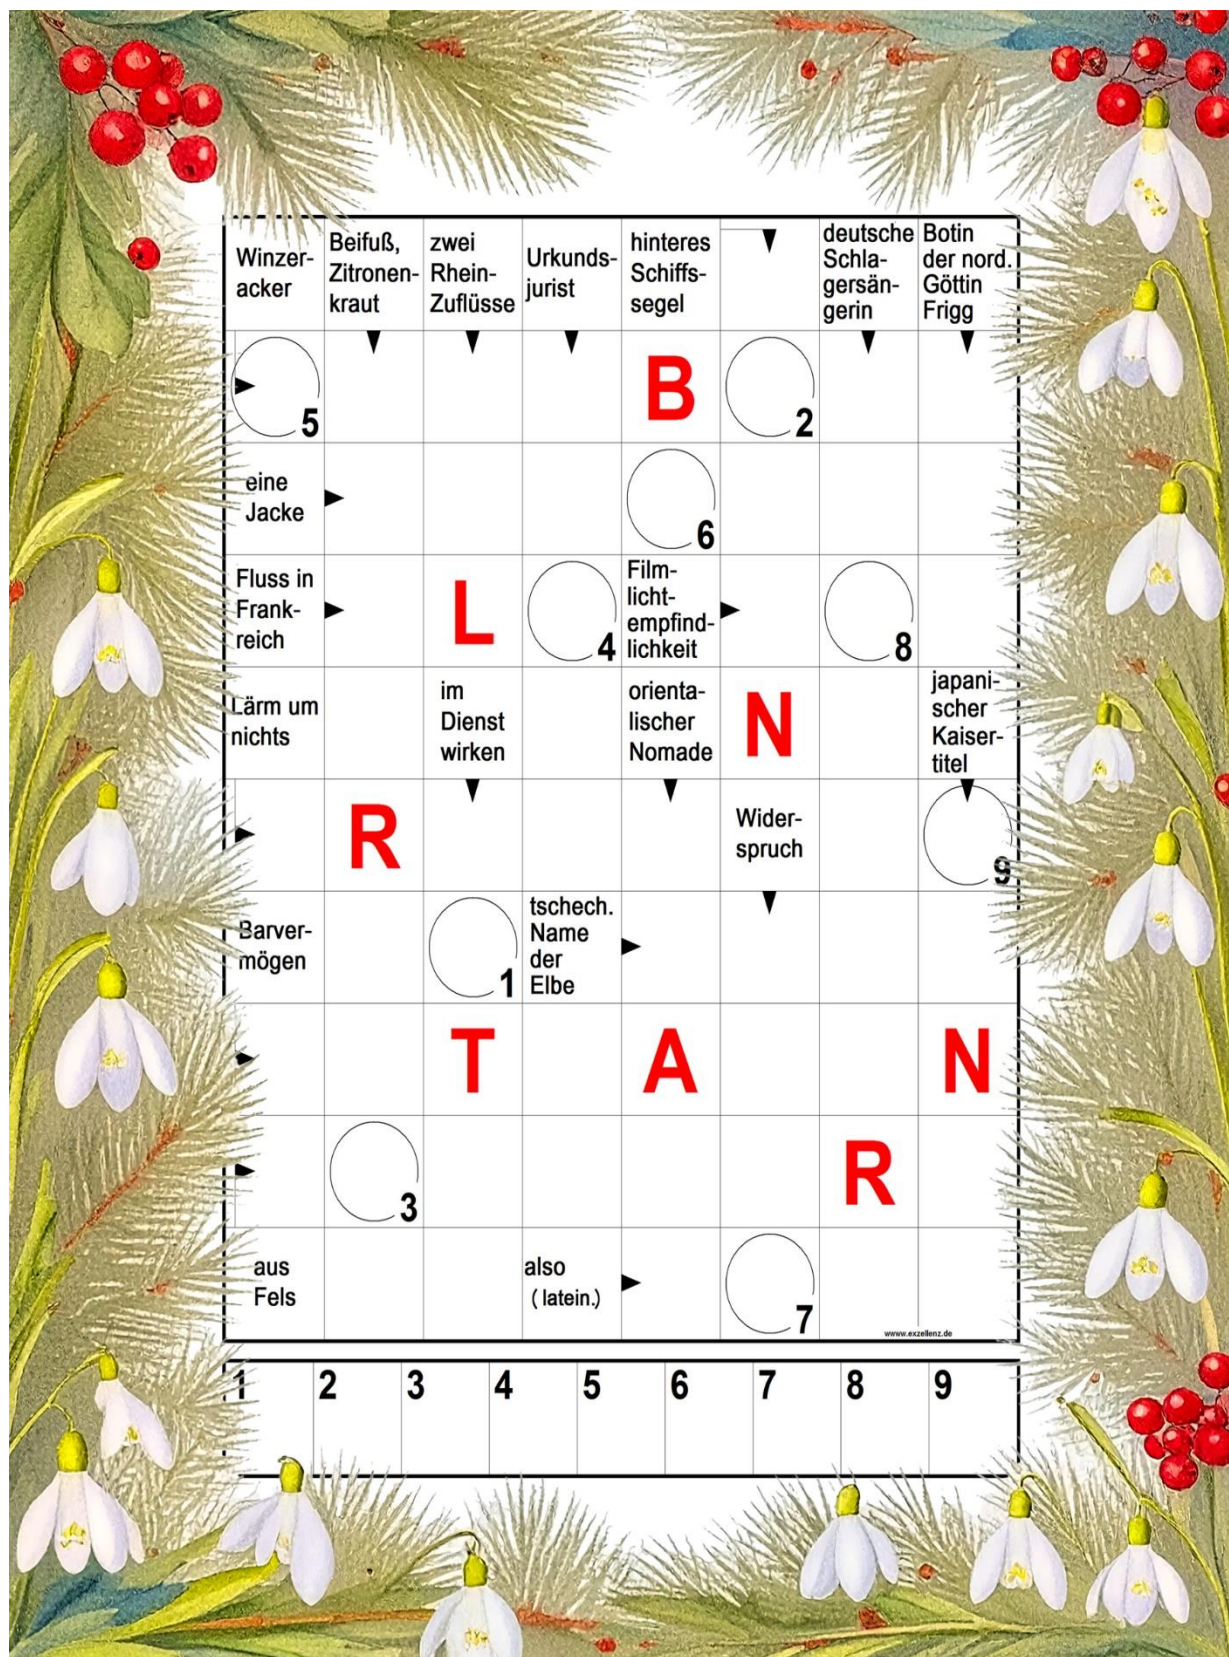 Winzer-
acker
Beifuß,
Zitronen-
kraut
zwei
Rhein-
Zuflüsse
Urkunds-
jurist
hinteres
Schiffs-
segel
deutsche
Schla-
gersän-
gerin
Botin
der nord.
Göttin
Frigg
5
B
2
eine
Jacke
6
Fluss in
Frank-
reich
L
4
Film-
licht-
empfind-
lichkeit
8
Lärm um
nichts
im
Dienst
wirken
orienta-
lischer
Nomade
N
japani-
scher
Kaiser-
titel
R
Wider-
spruch
9
Barver-
mögen
1
tschech.
Name
der
Elbe
T
A
N
3
R
aus
Fels
also
( latein.)
7
wwww.exzellenz.de
1 2 3 4 5 6 7 8 9